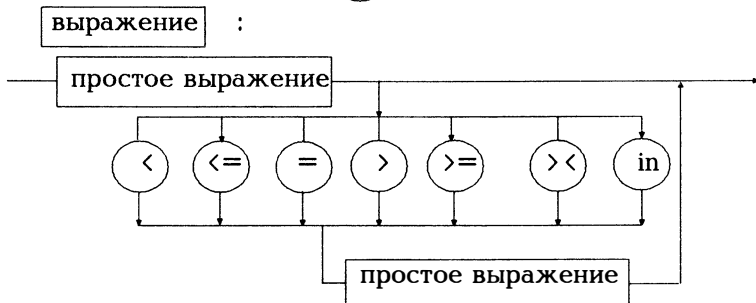 выражение :
простое выражение
< <= = > >= >< in
простое выражение